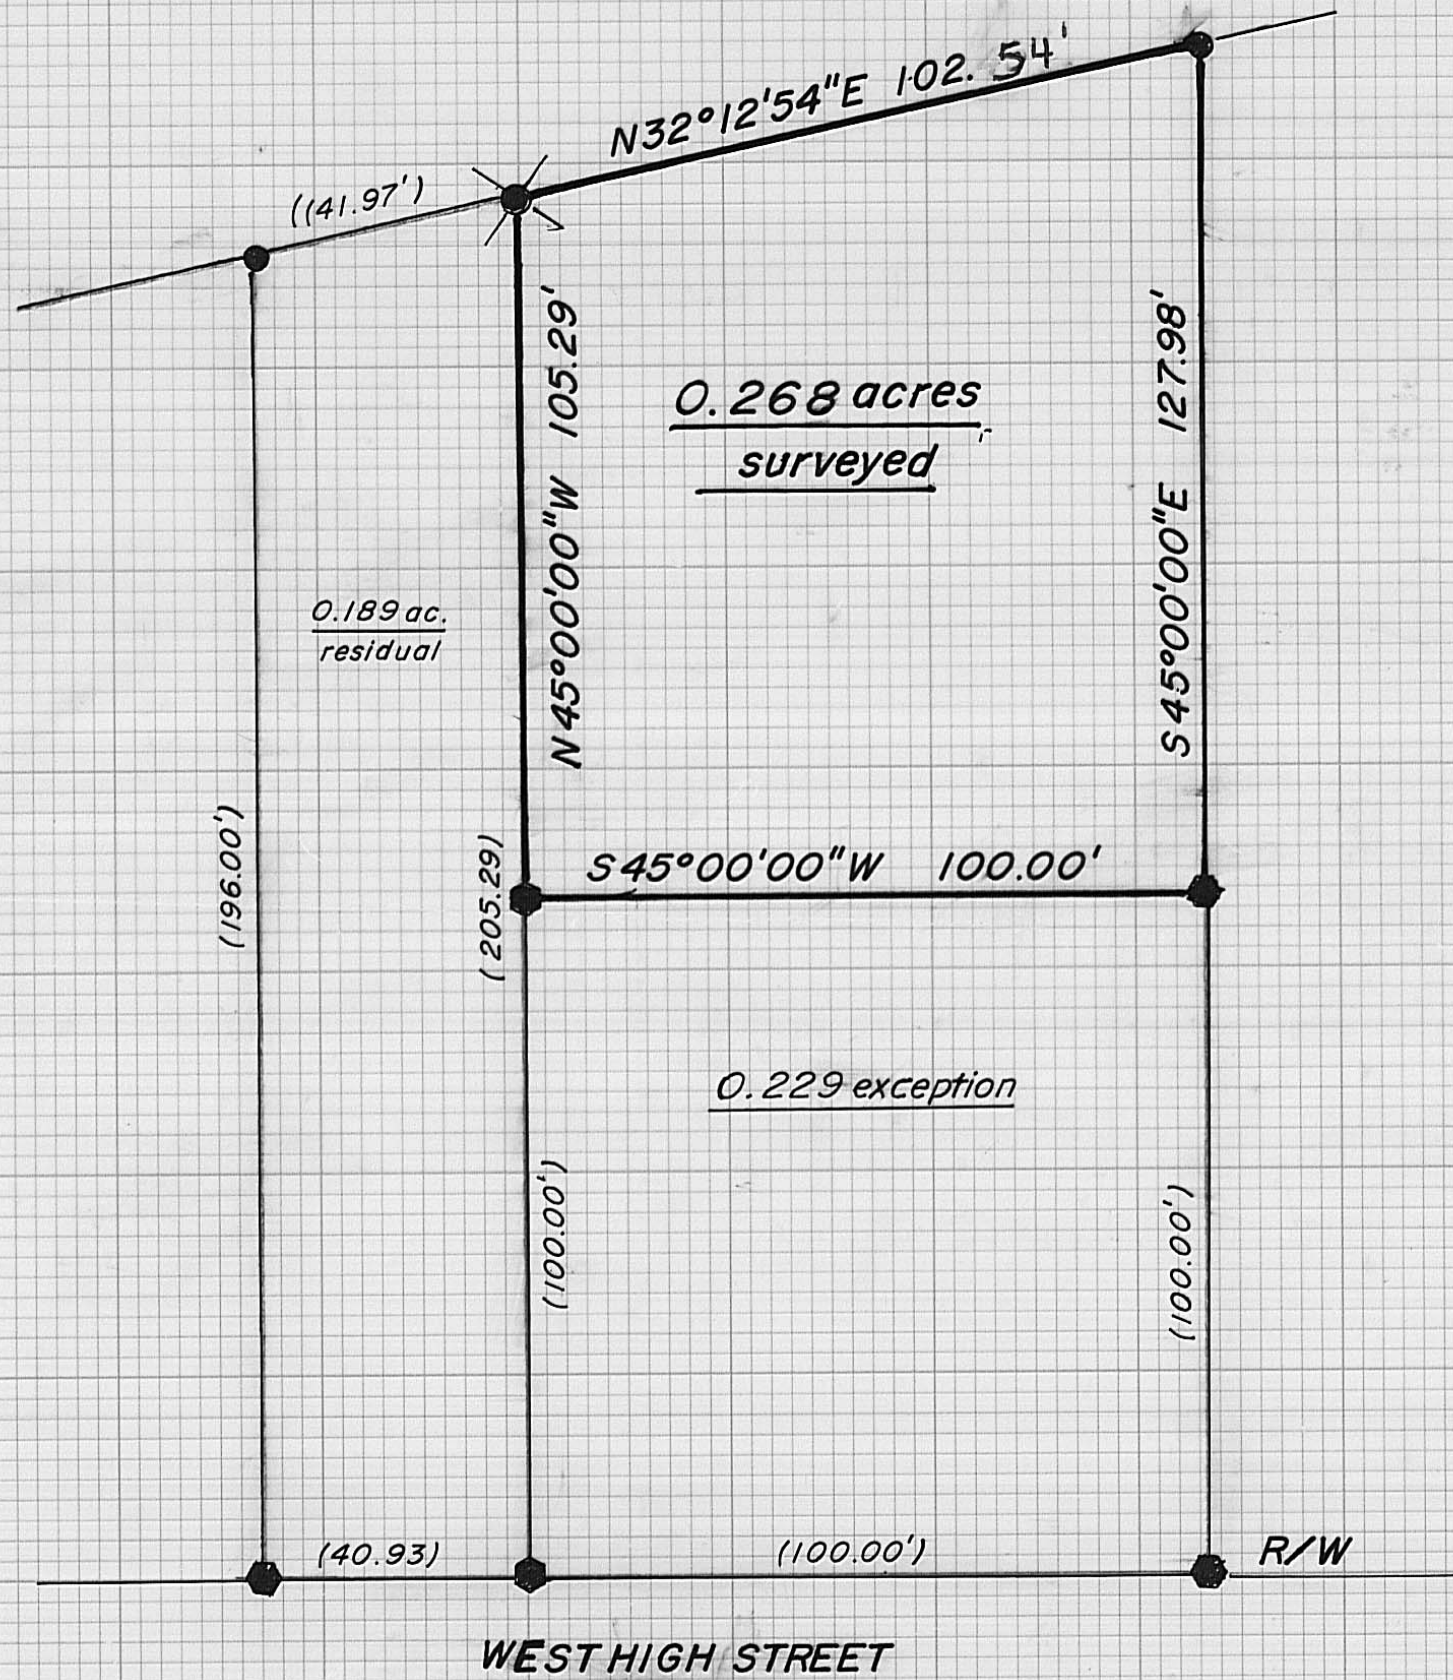 N32°12'54"E 102.54'
((41.97')
N45°00'00"W 105.29'
S45°00'00"E 127.98'
0.268 acres
surveyed
0.189 ac.
residual
(196.00')
(205.29)
S45°00'00"W 100.00'
0.229 exception
(100.00')
(100.00')
(40.93)
(100.00')
R/W
WEST HIGH STREET